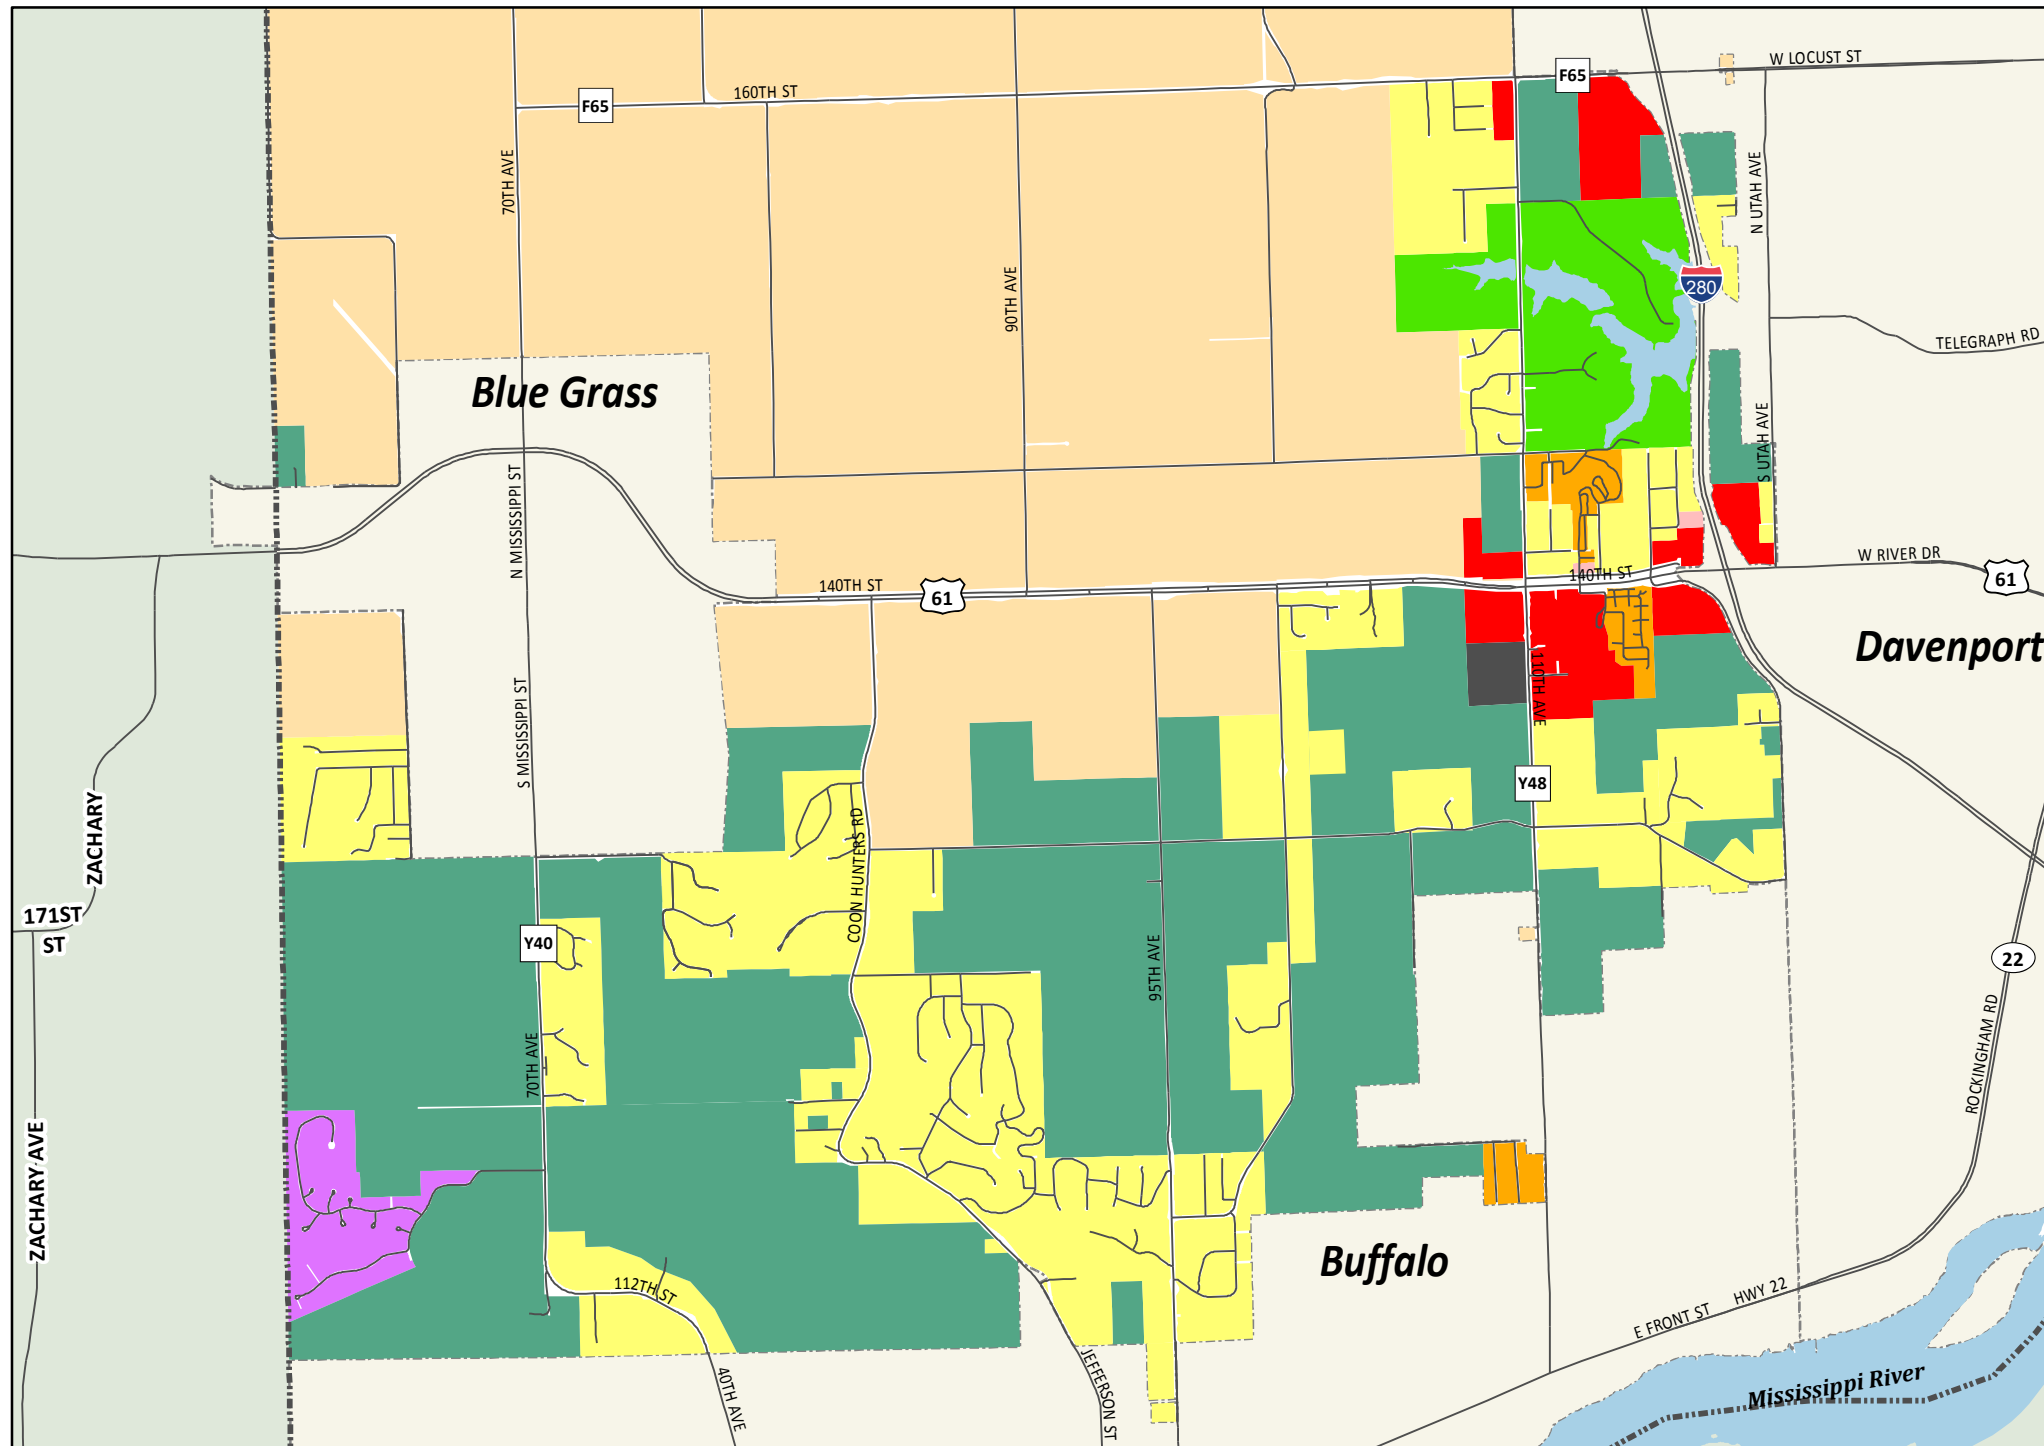 W LOCUST ST
F65
F65
160TH ST
70TH AVE
N UTAH AVE
90TH AVE
280
TELEGRAPH RD
Blue Grass
S UTAH AVE
N MISSISSIPPI ST
W RIVER DR
140TH ST
140TH ST
61
61
Davenport
110TH AVE
S MISSISSIPPI ST
Y48
ZACHARY
COON HUNTERS RD
171ST
ST
Y40
95TH AVE
22
70TH AVE
ROCKINGHAM RD
ZACHARY AVE
Buffalo
112TH ST
HWY 22
E FRONT ST
40TH AVE
JEFFERSON ST
Mississippi River